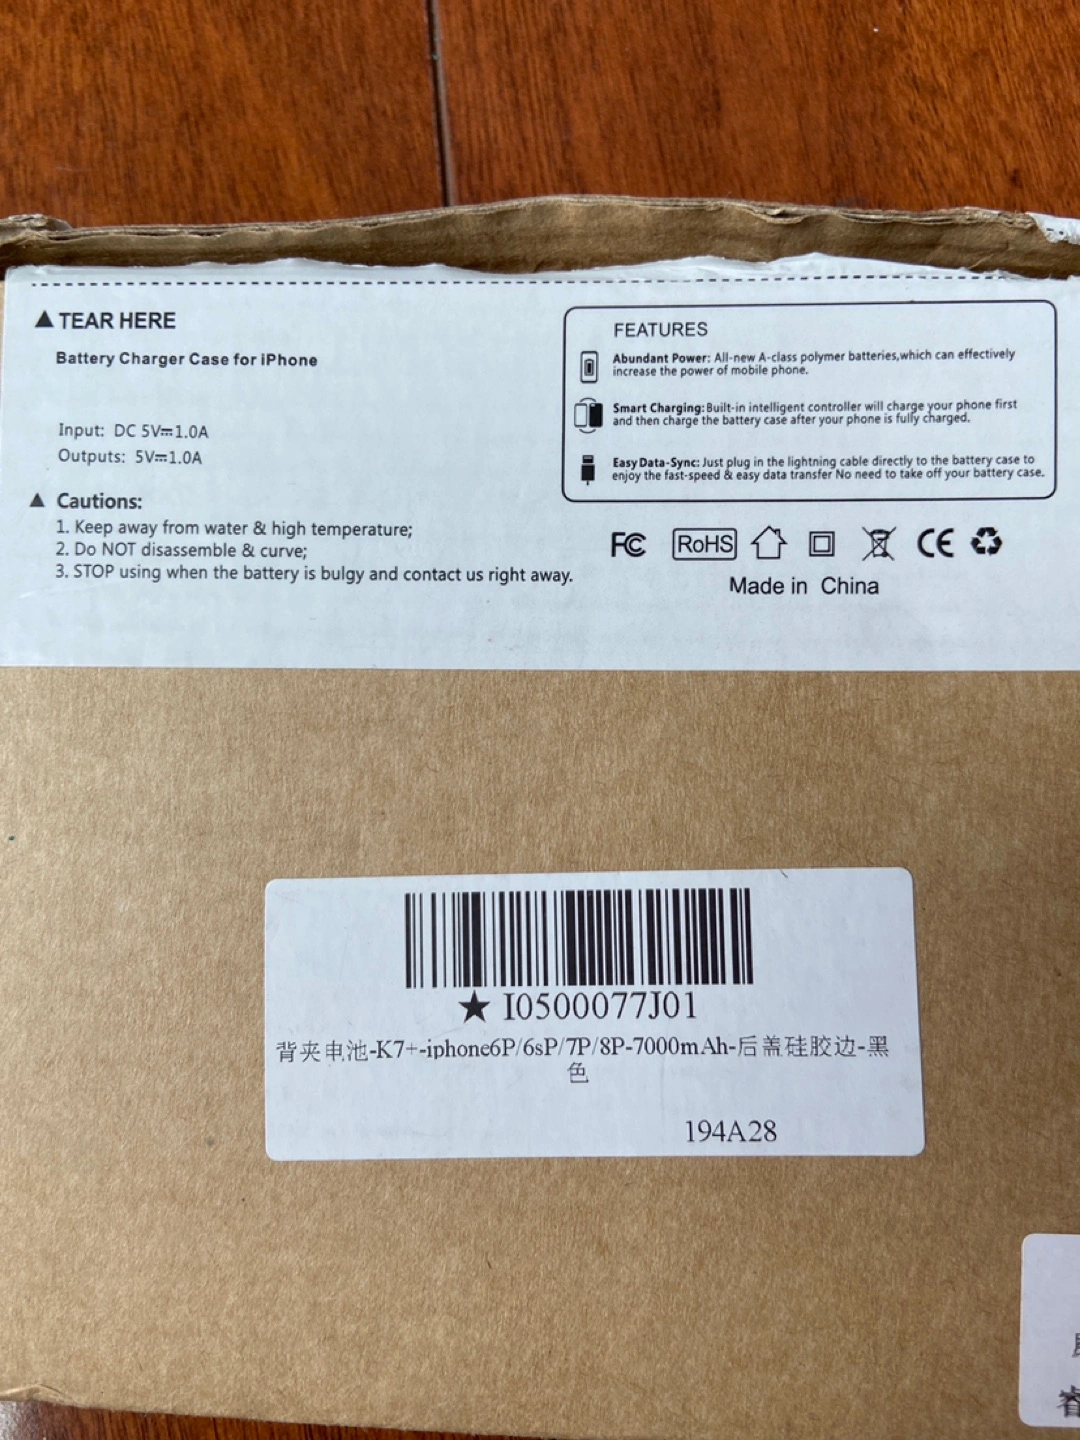 TEAR HERE
Battery Charger Case for iPhone
Input: DC 5V⎓1.0A
Outputs: 5V⎓1.0A
Cautions:
1. Keep away from water & high temperature;
2. Do NOT disassemble & curve;
3. STOP using when the battery is bulgy and contact us right away.
FEATURES
Abundant Power: All-new A-class polymer batteries,which can effectively
increase the power of mobile phone.
Smart Charging: Built-in intelligent controller will charge your phone first
and then charge the battery case after your phone is fully charged.
Easy Data-Sync: Just plug in the lightning cable directly to the battery case to
enjoy the fast-speed & easy data transfer No need to take off your battery case.
FC RoHS CE
Made in China
★ I0500077J01
背夹电池-K7+-iphone6P/6sP/7P/8P-7000mAh-后盖硅胶边-黑
色
194A28